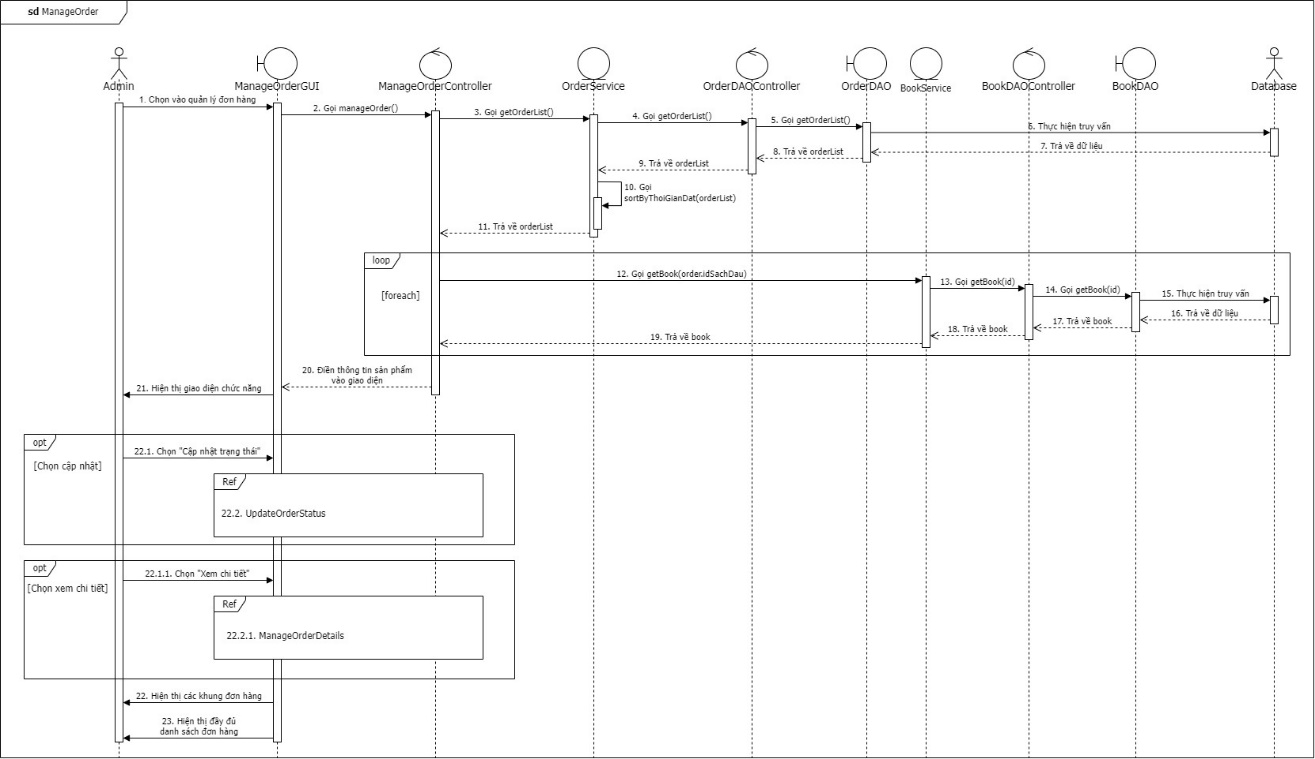 sd ManageOrder
Admin
ManageOrderGUI
ManageOrderController
OrderService
OrderDAOController
OrderDAO
BookService
BookDAOController
BookDAO
Database
1. Chọn vào quản lý đơn hàng
2. Gọi manageOrder()
3. Gọi getOrderList()
4. Gọi getOrderList()
5. Gọi getOrderList()
6. Thực hiện truy vấn
7. Trả về dữ liệu
8. Trả về orderList
9. Trả về orderList
10. Gọi
sortByThoiGianDat(orderList)
11. Trả về orderList
loop
[foreach]
12. Gọi getBook(order.idSachDau)
13. Gọi getBook(id)
14. Gọi getBook(id)
15. Thực hiện truy vấn
16. Trả về dữ liệu
17. Trả về book
18. Trả về book
19. Trả về book
20. Điền thông tin sản phẩm
vào giao diện
21. Hiện thị giao diện chức năng
opt
[Chọn cập nhật]
22.1. Chọn "Cập nhật trạng thái"
Ref
22.2. UpdateOrderStatus
opt
[Chọn xem chi tiết]
22.1.1. Chọn "Xem chi tiết"
Ref
22.2.1. ManageOrderDetails
22. Hiện thị các khung đơn hàng
23. Hiện thị đầy đủ
danh sách đơn hàng